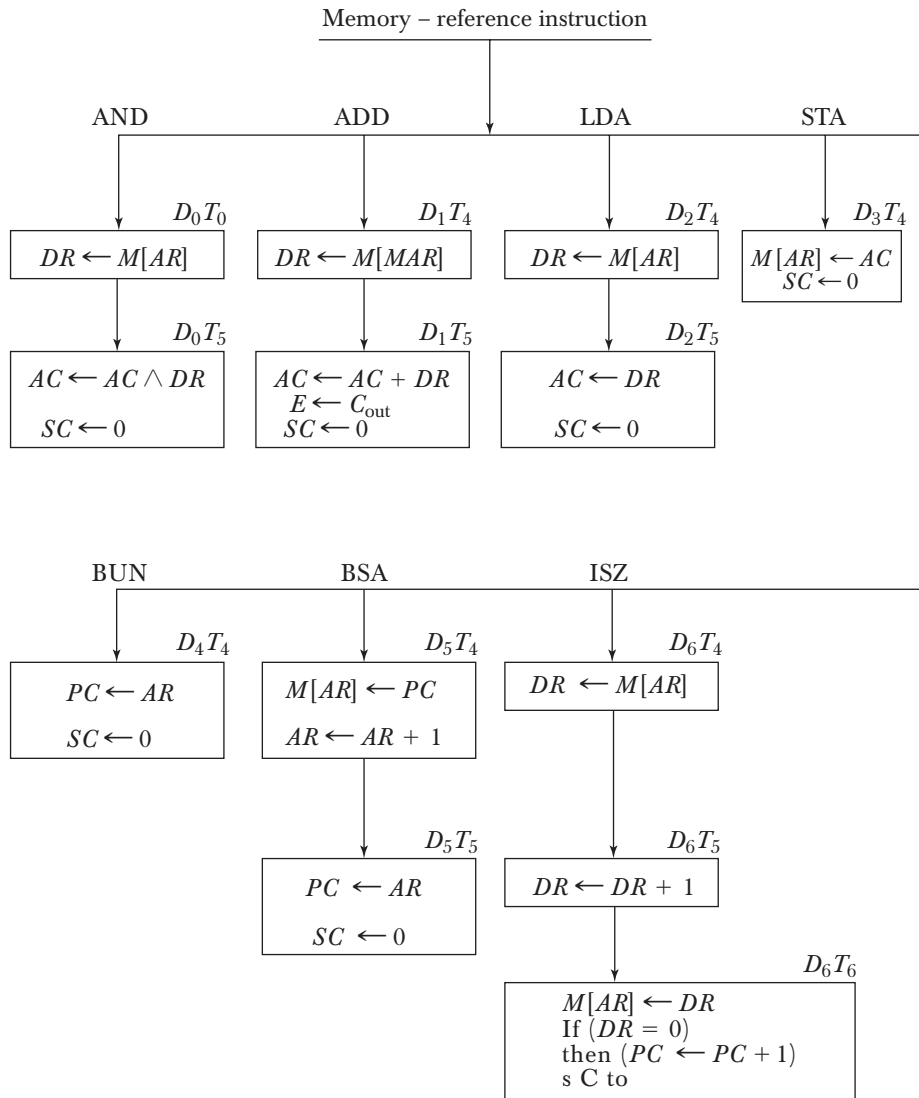 Memory – reference instruction
AND ADD LDA STA
D₀T₀ D₁T₄ D₂T₄ D₃T₄
DR ← M[AR] DR ← M[MAR] DR ← M[AR] M[AR] ← AC
SC ← 0
D₀T₅ D₁T₅ D₂T₅
AC ← AC ∧ DR AC ← AC + DR AC ← DR
E ← Cout
SC ← 0 SC ← 0 SC ← 0
BUN BSA ISZ
D₄T₄ D₅T₄ D₆T₄
PC ← AR M[AR] ← PC DR ← M[AR]
SC ← 0 AR ← AR + 1
D₅T₅ D₆T₅
PC ← AR DR ← DR + 1
SC ← 0
D₆T₆
M[AR] ← DR
If (DR = 0)
then (PC ← PC + 1)
s C to